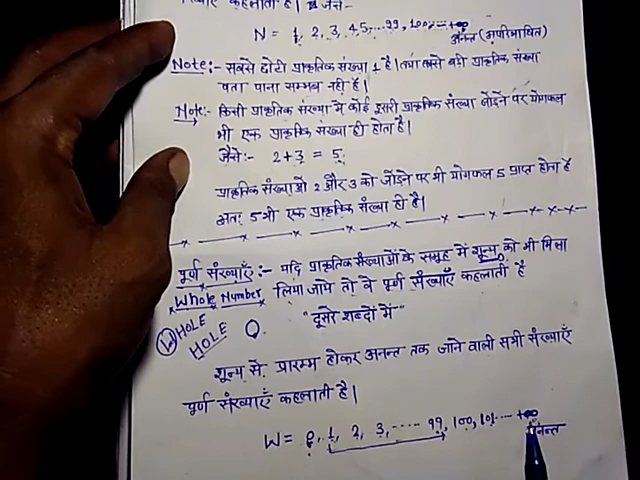 कहलाती है। जैसे:-
N = 1, 2, 3, 4, 5, ... 99, 100, ... +∞
अनन्त (अपरिभाषित)
Note:- सबसे छोटी प्राकृतिक संख्या 1 है। तथा सबसे बड़ी प्राकृतिक संख्या
पता पाना सम्भव नहीं है।
Note:- किसी प्राकृतिक संख्या में कोई दूसरी प्राकृतिक संख्या जोड़ने पर योगफल
भी एक प्राकृतिक संख्या ही होता है।
जैसे:- 2+3 = 5
प्राकृतिक संख्याओं 2 और 3 को जोड़ने पर भी योगफल 5 प्राप्त होता है
अतः 5 भी एक प्राकृतिक संख्या ही है।
पूर्ण संख्याएँ:- यदि प्राकृतिक संख्याओं के समूह में शून्य को भी मिला
Whole Number लिया जाये तो वे पूर्ण संख्याएँ कहलाती है
HOLE
HOLE
"दूसरे शब्दों में"
शून्य से प्रारम्भ होकर अनन्त तक जाने वाली सभी संख्याएँ
पूर्ण संख्याएँ कहलाती है।
W = 0, 1, 2, 3, ..... 99, 100, 101 ... +∞
अनन्त